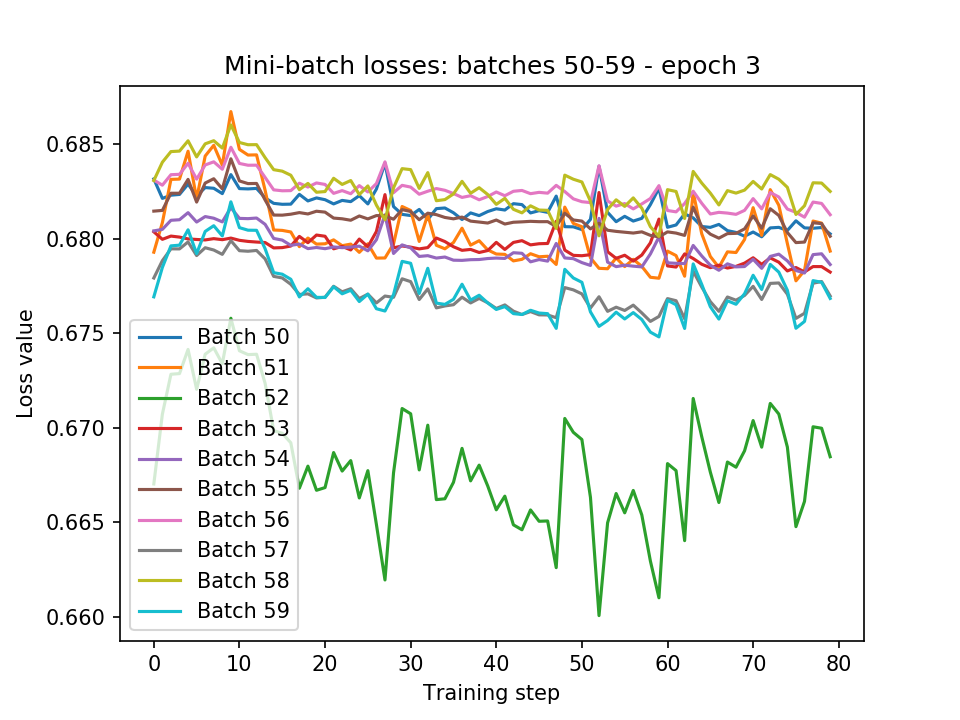 Mini-batch losses: batches 50-59 - epoch 3
Loss value
0.685
0.680
0.675
0.670
0.665
0.660
Batch 50
Batch 51
Batch 52
Batch 53
Batch 54
Batch 55
Batch 56
Batch 57
Batch 58
Batch 59
0 10 20 30 40 50 60 70 80
Training step